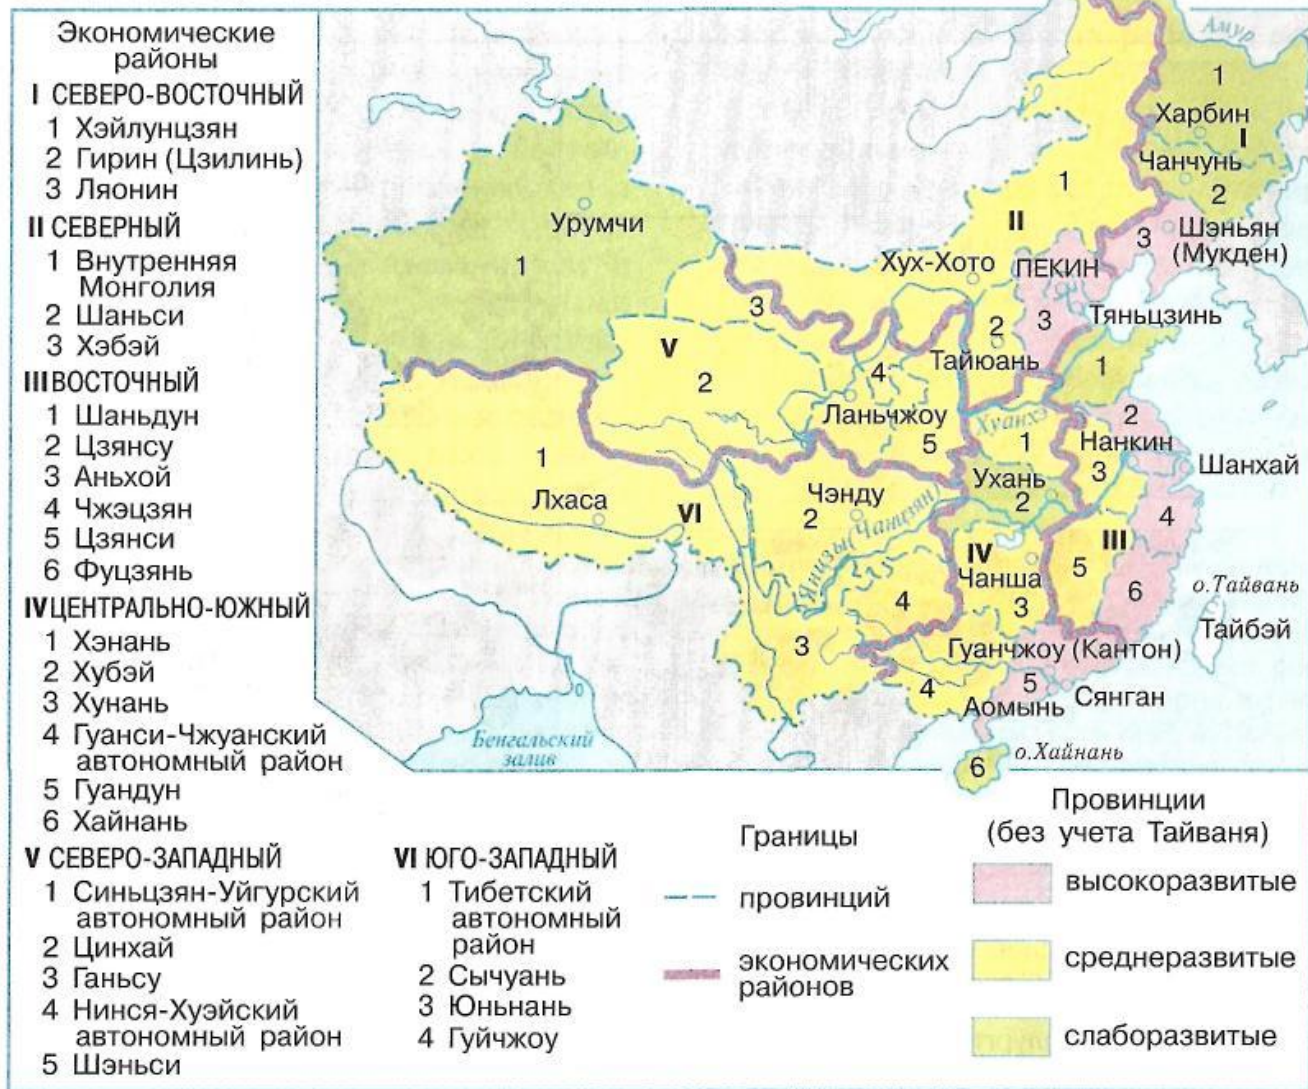 Экономические
районы
I СЕВЕРО-ВОСТОЧНЫЙ
1 Хэйлунцзян
2 Гирин (Цзилинь)
3 Ляонин
II СЕВЕРНЫЙ
1 Внутренняя
Монголия
2 Шаньси
3 Хэбэй
III ВОСТОЧНЫЙ
1 Шаньдун
2 Цзянсу
3 Аньхой
4 Чжэцзян
5 Цзянси
6 Фуцзянь
IV ЦЕНТРАЛЬНО-ЮЖНЫЙ
1 Хэнань
2 Хубэй
3 Хунань
4 Гуанси-Чжуанский
автономный район
5 Гуандун
6 Хайнань
V СЕВЕРО-ЗАПАДНЫЙ
1 Синьцзян-Уйгурский
автономный район
2 Цинхай
3 Ганьсу
4 Нинся-Хуэйский
автономный район
5 Шэньси
VI ЮГО-ЗАПАДНЫЙ
1 Тибетский
автономный
район
2 Сычуань
3 Юньнань
4 Гуйчжоу
Амур
1
Харбин
I
Чанчунь
2
1
II
3
Шэньян
(Мукден)
Урумчи
1
Хух-Хото
ПЕКИН
3
2
3
Тяньцзинь
V
Тайюань
4
1
2
Ланьчжоу
Хуанхэ
2
5
1
Нанкин
1
Чэнду
Ухань
3
Шанхай
Лхаса
VI
2
2
Янцзы (Чанцзян)
4
IV
III
Чанша
5
6
о.Тайвань
4
3
Тайбэй
3
Гуанчжоу (Кантон)
4
5
Сянган
Аомынь
Бенгальский
залив
6
о.Хайнань
Границы
провинций
экономических
районов
Провинции
(без учета Тайваня)
высокоразвитые
среднеразвитые
слаборазвитые